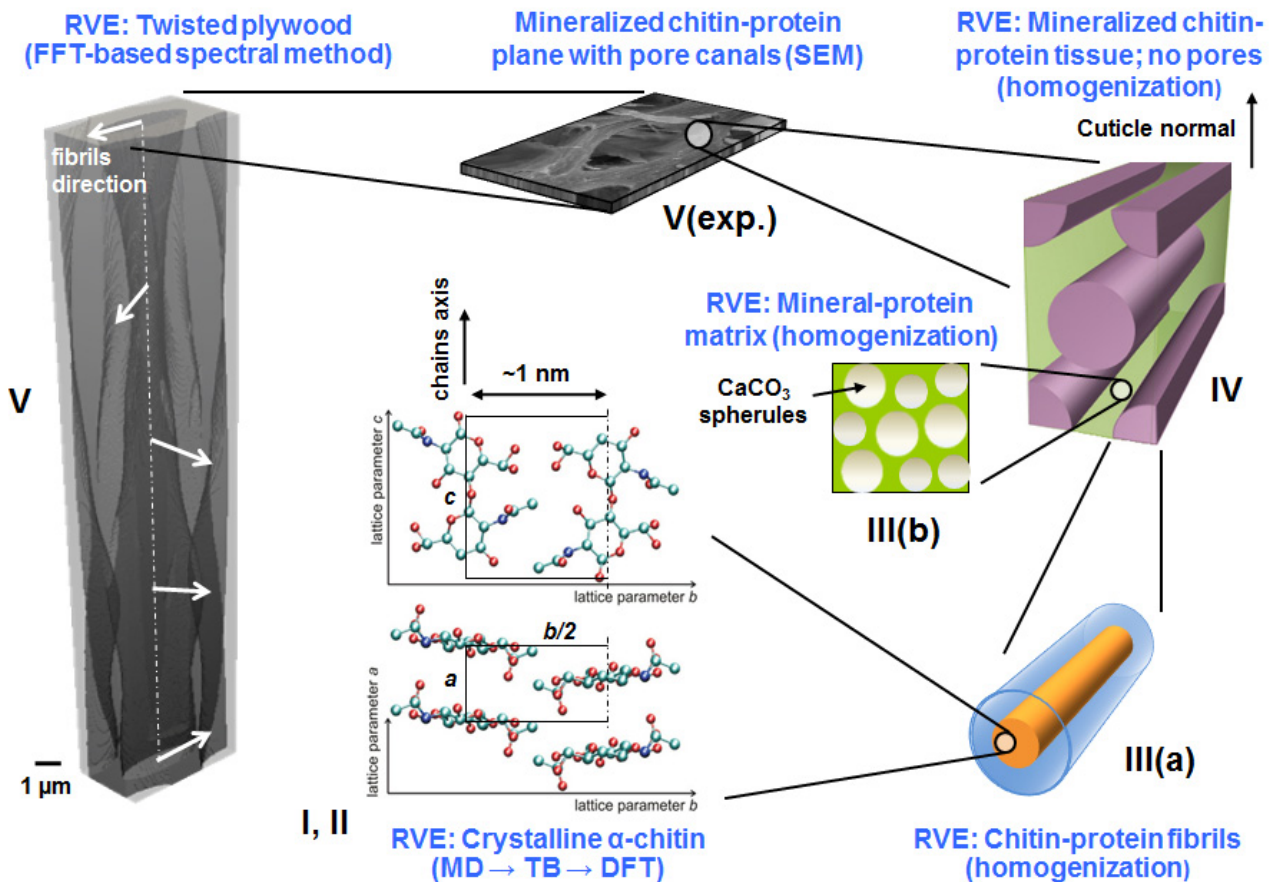 RVE: Twisted plywood
(FFT-based spectral method)
Mineralized chitin-protein
plane with pore canals (SEM)
RVE: Mineralized chitin-
protein tissue; no pores
(homogenization)
Cuticle normal
fibrils
direction
V(exp.)
V
1 µm
RVE: Mineral-protein
matrix (homogenization)
CaCO₃
spherules
III(b)
IV
chains axis
~1 nm
lattice parameter c
c
lattice parameter b
b/2
a
lattice parameter a
lattice parameter b
I, II
RVE: Crystalline α-chitin
(MD → TB → DFT)
III(a)
RVE: Chitin-protein fibrils
(homogenization)